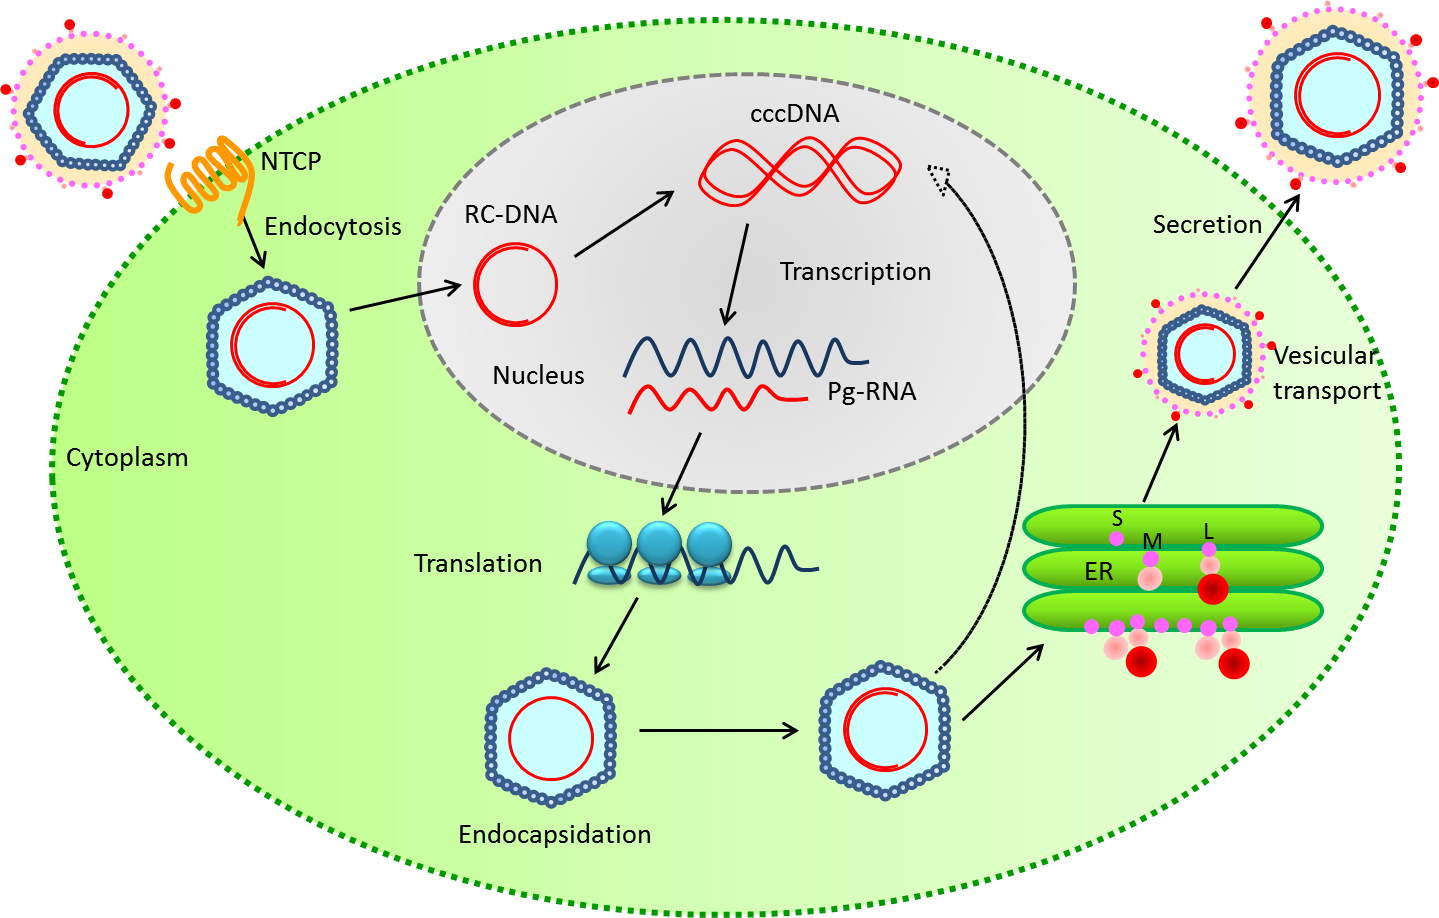 cccDNA
NTCP
RC-DNA
Endocytosis
Secretion
Transcription
Vesicular
transport
Nucleus
Pg-RNA
Cytoplasm
S
M
L
ER
Translation
Endocapsidation